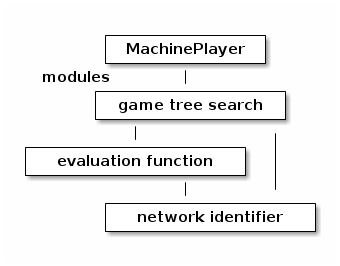 MachinePlayer
modules
game tree search
evaluation function
network identifier